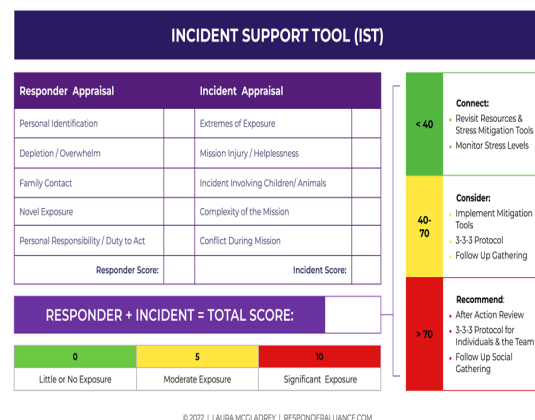 INCIDENT SUPPORT TOOL (IST)
Responder Appraisal
Incident Appraisal
Personal Identification
Extremes of Exposure
Depletion / Overwhelm
Mission Injury / Helplessness
Family Contact
Incident Involving Children/ Animals
Novel Exposure
Complexity of the Mission
Personal Responsibility / Duty to Act
Conflict During Mission
Responder Score:
Incident Score:
RESPONDER + INCIDENT = TOTAL SCORE:
0
5
10
Little or No Exposure
Moderate Exposure
Significant Exposure
< 40
Connect:
• Revisit Resources &
Stress Mitigation Tools
• Monitor Stress Levels
40-
70
Consider:
• Implement Mitigation
Tools
• 3-3-3 Protocol
• Follow Up Gathering
> 70
Recommend:
• After Action Review
• 3-3-3 Protocol for
Individuals & the Team
• Follow Up Social
Gathering
© 2022 | LAURA MCGLADREY | RESPONDERALLIANCE.COM